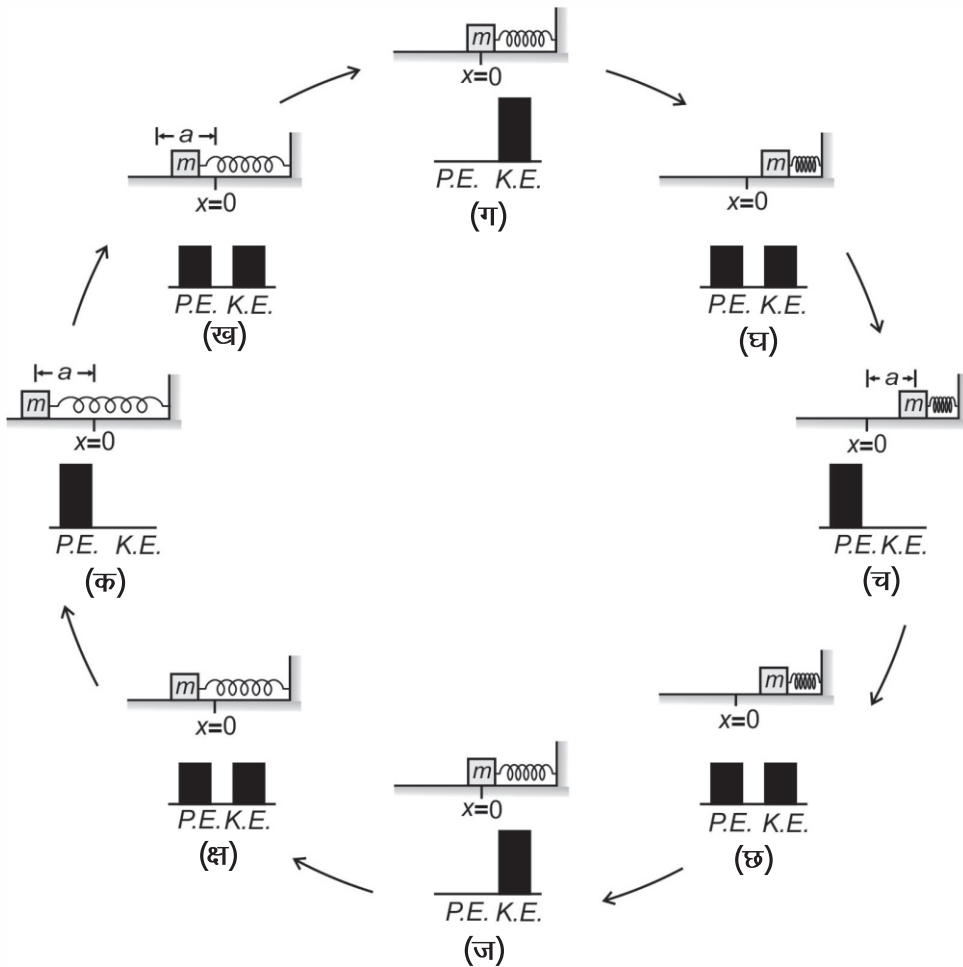 m
x=0
P.E. K.E.
(ग)
a
m
x=0
P.E. K.E.
(ख)
m
x=0
P.E. K.E.
(घ)
a
m
x=0
P.E. K.E.
(क)
a
m
x=0
P.E. K.E.
(च)
m
x=0
P.E. K.E.
(क्ष)
m
x=0
P.E. K.E.
(ज)
m
x=0
P.E. K.E.
(छ)